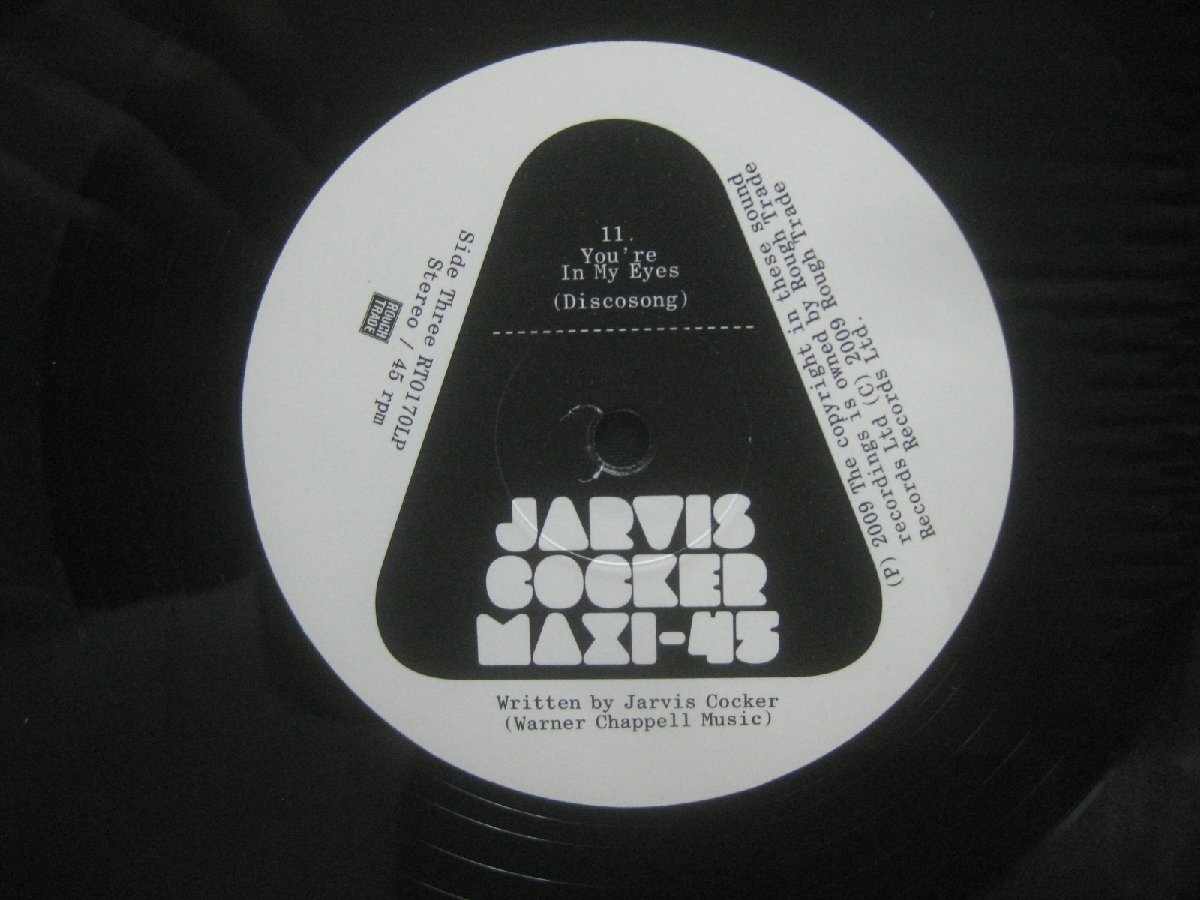 11.
You're
In My Eyes
(Discosong)
JARVIS
COCKER
MAXI-45
Written by Jarvis Cocker
(Warner Chappell Music)
Side Three RT0170LP
Stereo / 45 rpm
ROUGH
TRADE
(P) 2009 The copyright in these sound
recordings is owned by Rough Trade
Records Ltd (C) 2009 Rough Trade
Records Ltd.